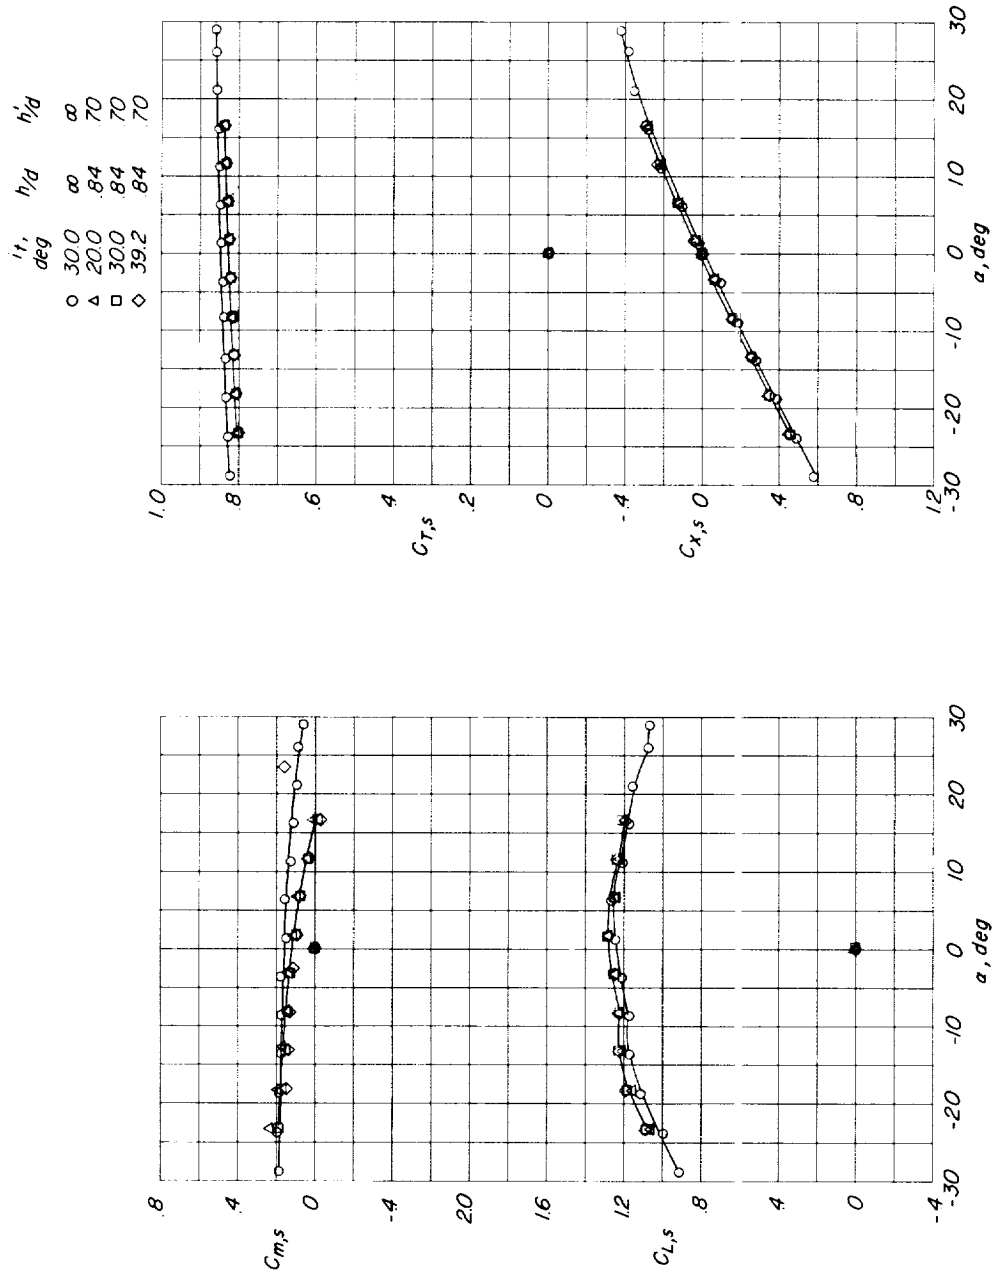 i_t, deg h/d h'/d
○ 30.0 ∞ ∞
△ 20.0 .84 .70
□ 30.0 .84 .70
◇ 39.2 .84 .70
1.0
.8
.6
C_T,s
0
-.4
C_X,s
0
.4
.8
1.2
-30 -20 -10 0 10 20 30
α, deg
.8
.4
C_m,s
0
-.4
2.0
1.6
C_L,s
1.2
.8
.4
0
-.4
-30 -20 -10 0 10 20 30
α, deg